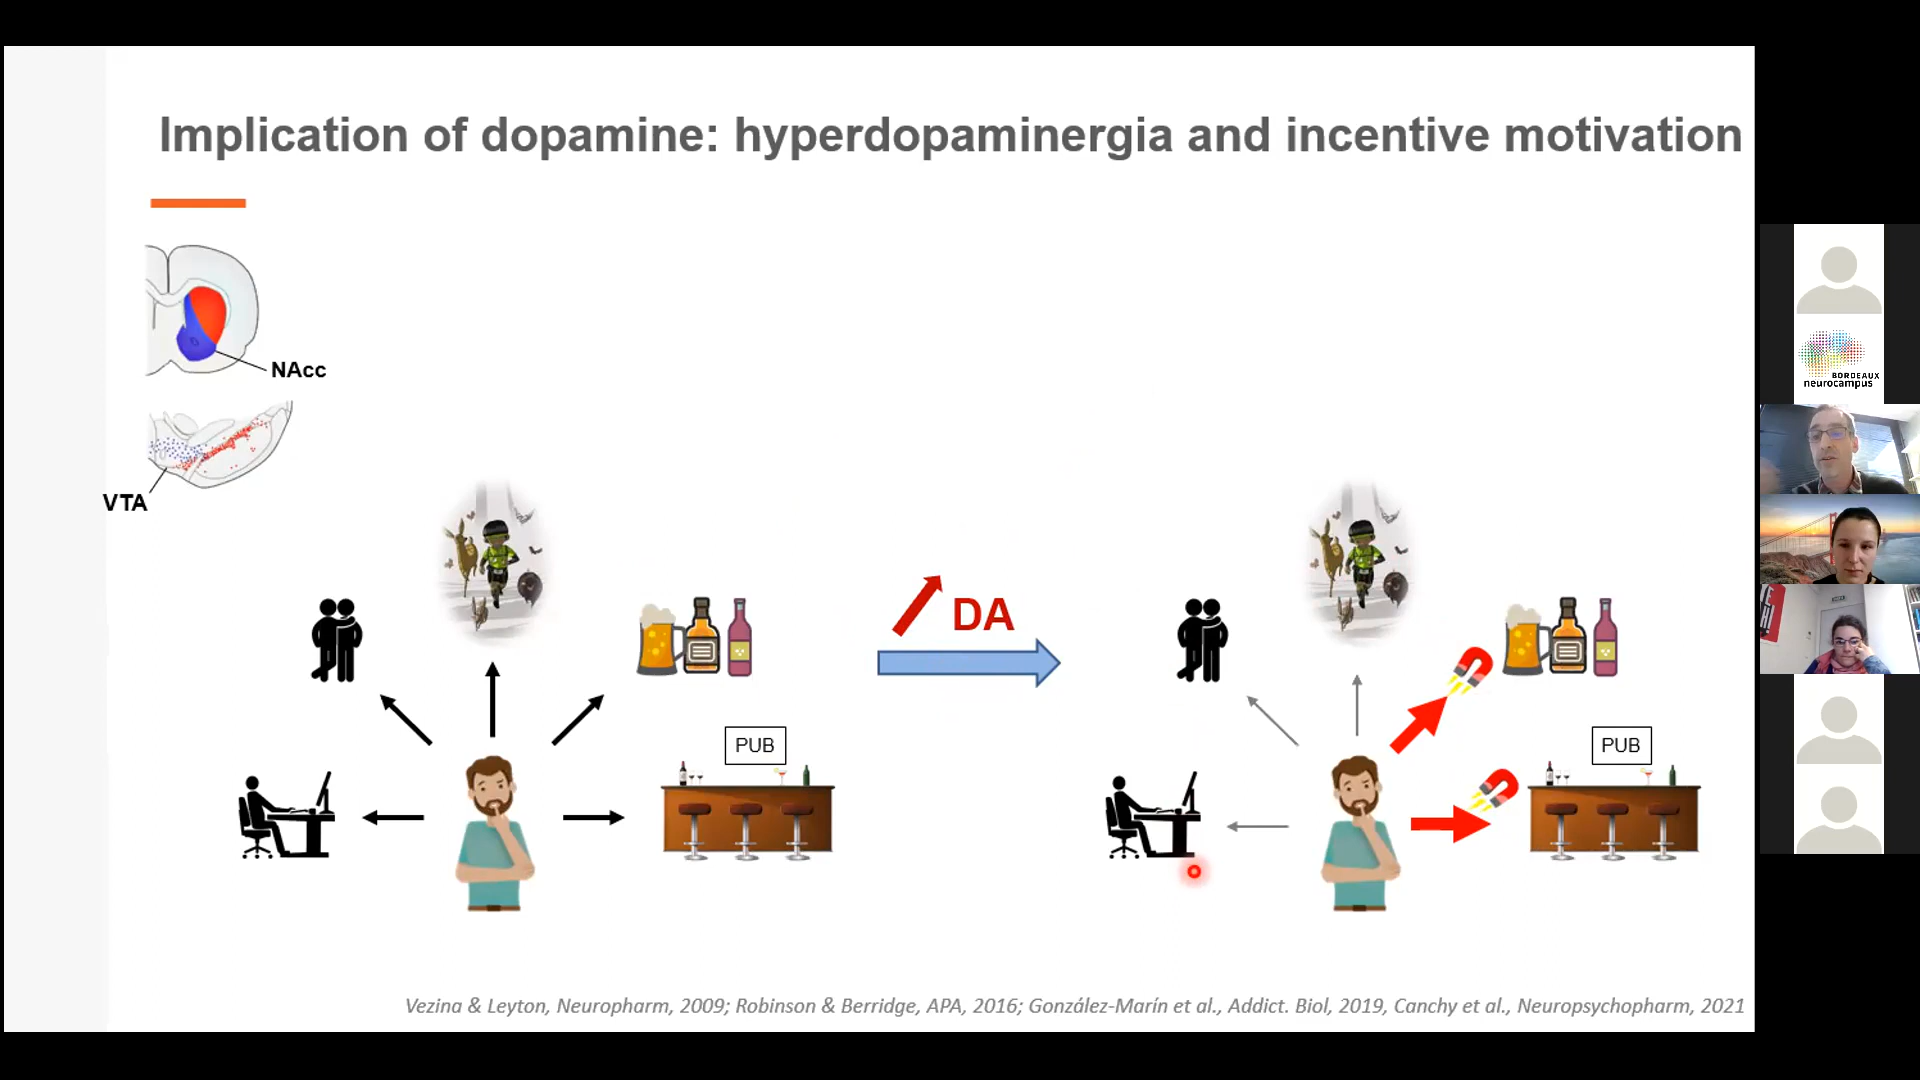 Implication of dopamine: hyperdopaminergia and incentive motivation
NAcc
VTA
DA
PUB
PUB
Vezina & Leyton, Neuropharm, 2009; Robinson & Berridge, APA, 2016; González-Marín et al., Addict. Biol, 2019, Canchy et al., Neuropsychopharm, 2021
BORDEAUX
neurocampus